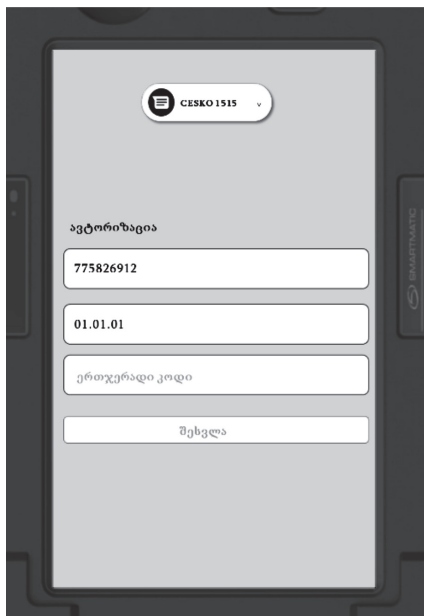 CESKO 1515 v
ავტორიზაცია
775826912
01.01.01
ერთჯერადი კოდი
შესვლა
SMARTMATIC